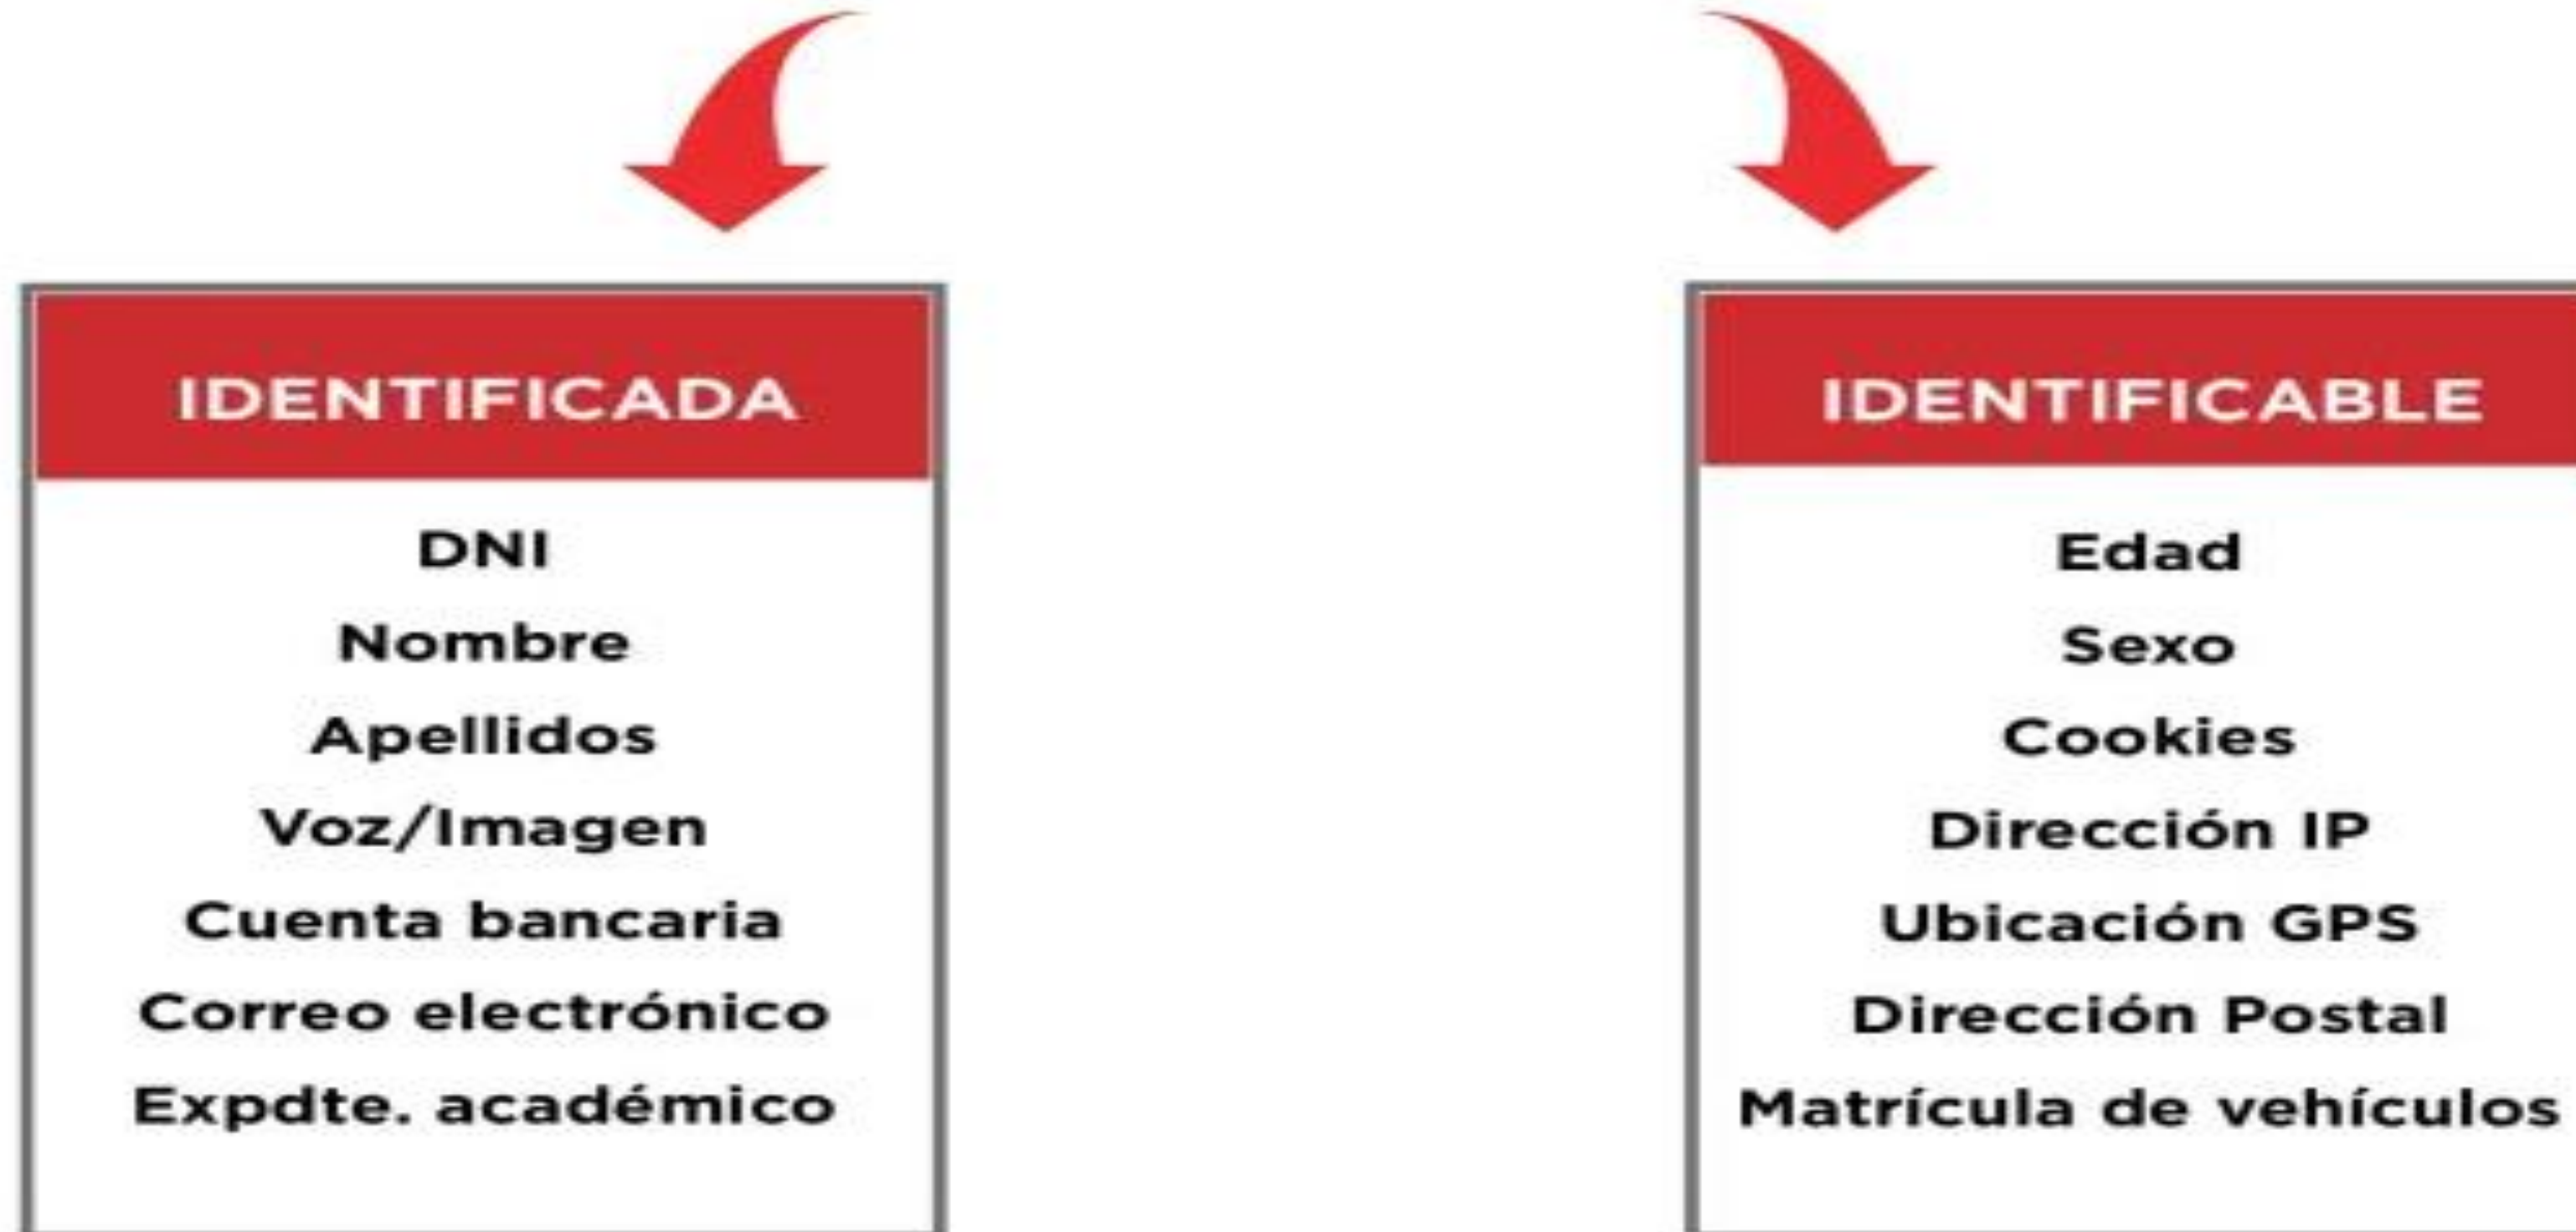 IDENTIFICADA
DNI
Nombre
Apellidos
Voz/Imagen
Cuenta bancaria
Correo electrónico
Expdte. académico
IDENTIFICABLE
Edad
Sexo
Cookies
Dirección IP
Ubicación GPS
Dirección Postal
Matrícula de vehículos